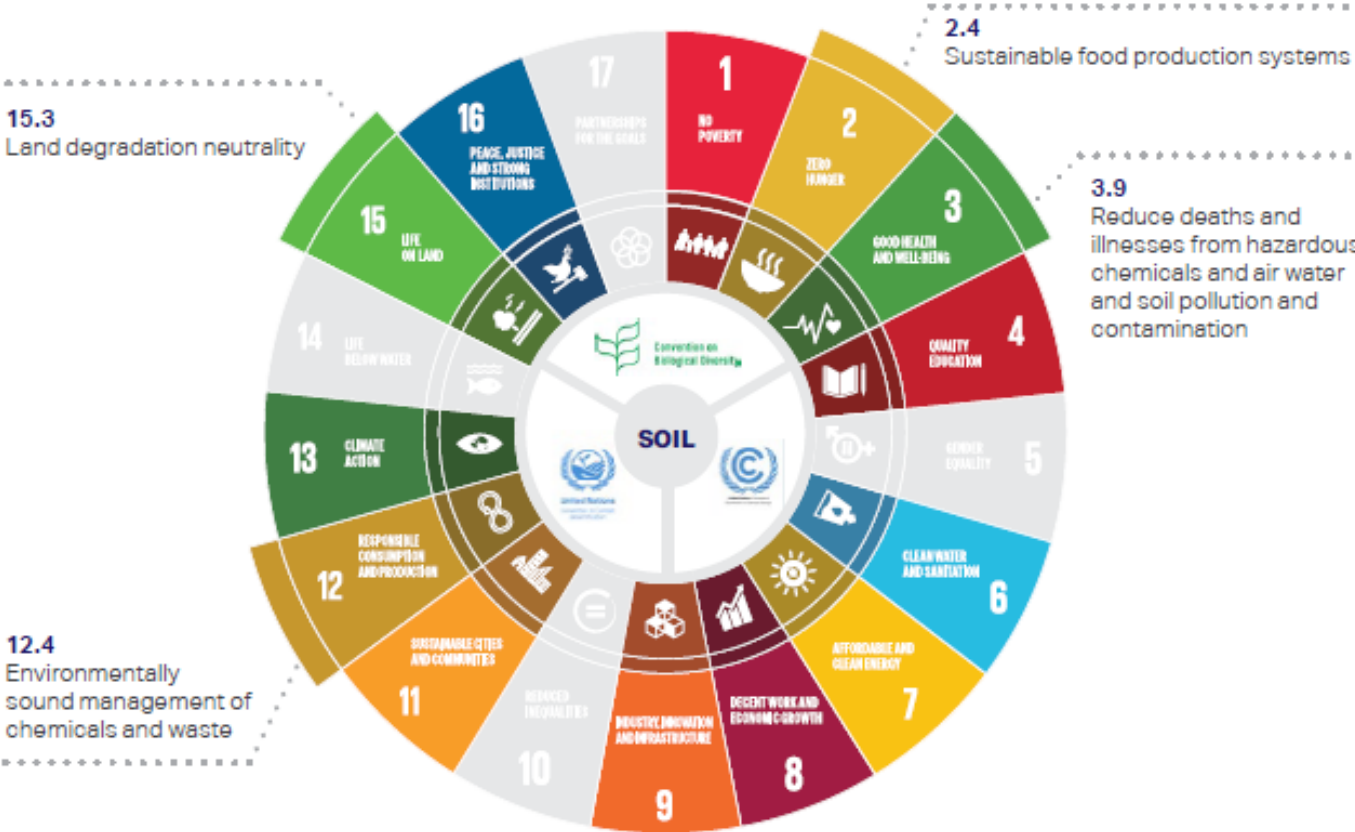 2.4
Sustainable food production systems
15.3
Land degradation neutrality
3.9
Reduce deaths and
illnesses from hazardous
chemicals and air water
and soil pollution and
contamination
12.4
Environmentally
sound management of
chemicals and waste
1
NO
POVERTY
2
ZERO
HUNGER
3
GOOD HEALTH
AND WELL-BEING
4
QUALITY
EDUCATION
5
GENDER
EQUALITY
6
CLEAN WATER
AND SANITATION
7
AFFORDABLE AND
CLEAN ENERGY
8
DECENT WORK AND
ECONOMIC GROWTH
9
INDUSTRY, INNOVATION
AND INFRASTRUCTURE
10
REDUCED
INEQUALITIES
11
SUSTAINABLE CITIES
AND COMMUNITIES
12
RESPONSIBLE
CONSUMPTION
AND PRODUCTION
13
CLIMATE
ACTION
14
LIFE
BELOW WATER
15
LIFE
ON LAND
16
PEACE, JUSTICE
AND STRONG
INSTITUTIONS
17
PARTNERSHIPS
FOR THE GOALS
Convention on
Biological Diversity
SOIL
United Nations